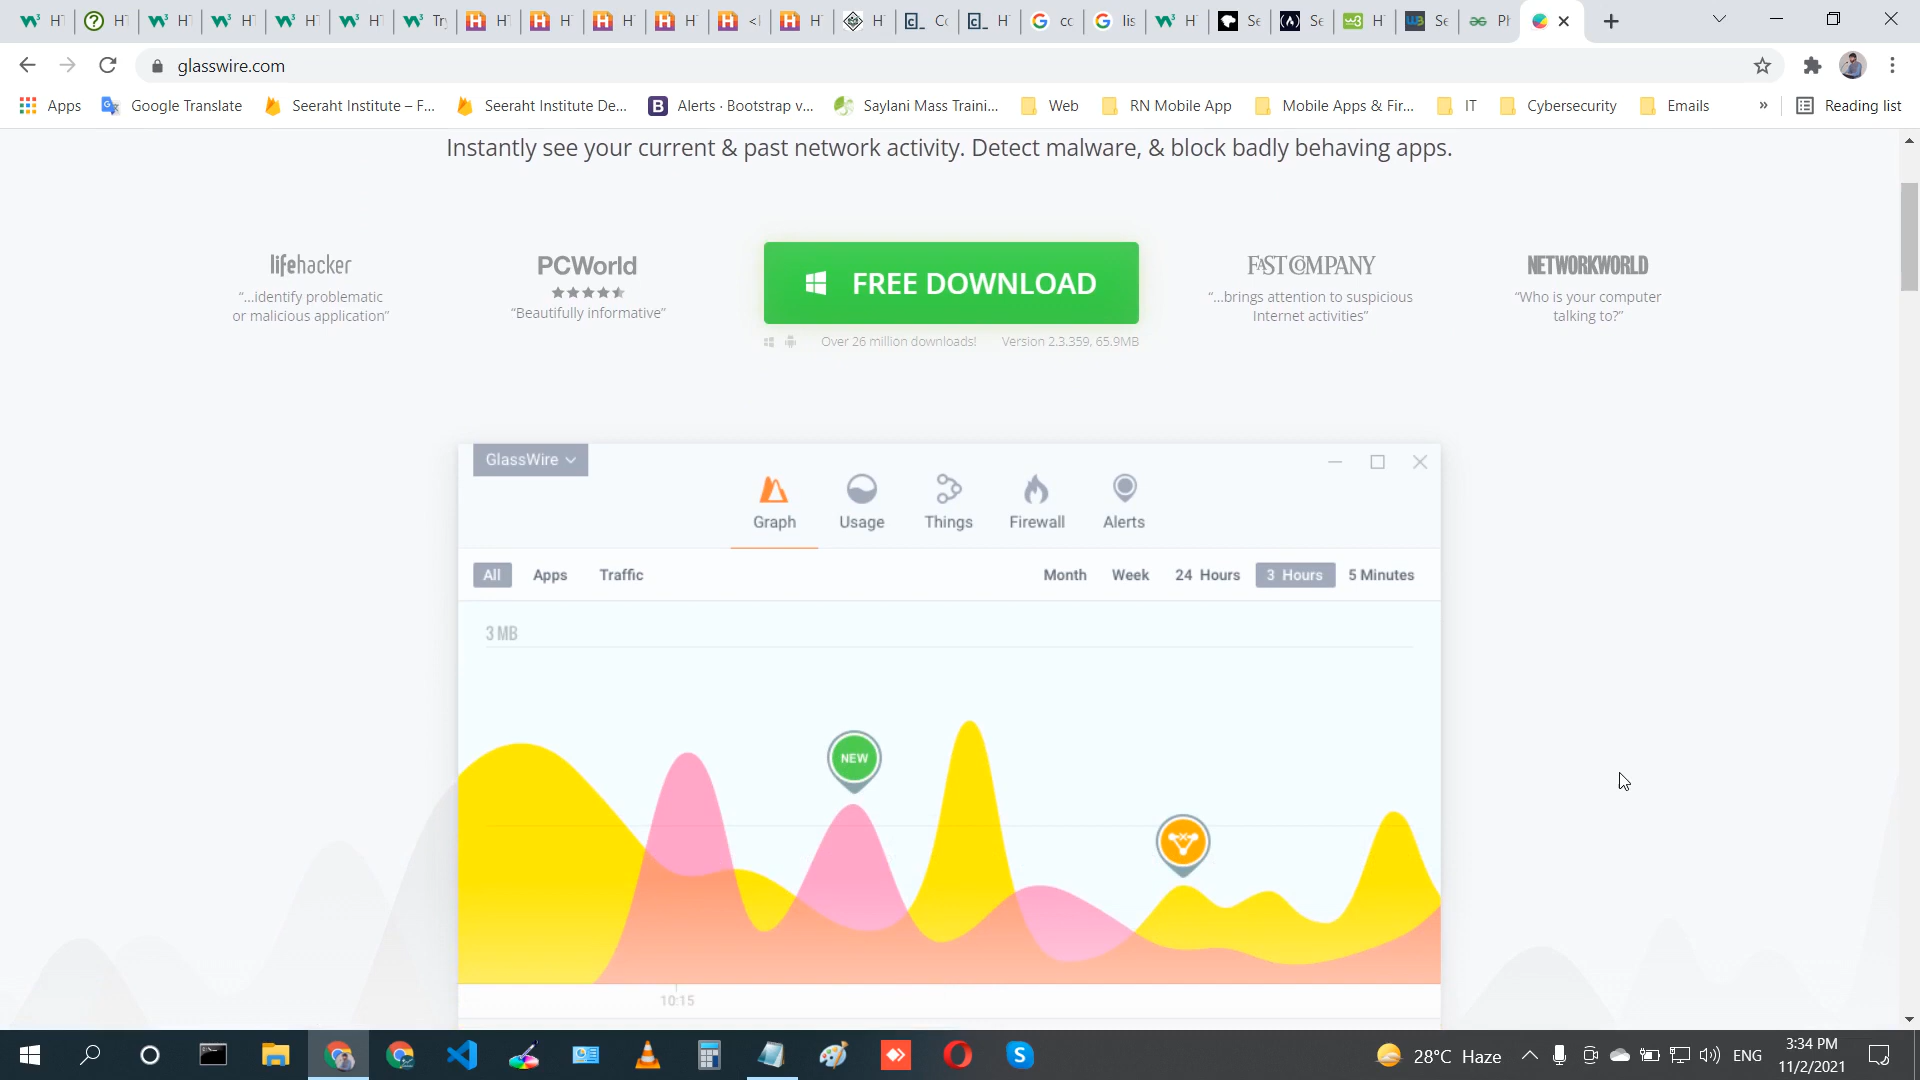 glasswire.com
Apps
Google Translate
Seeraht Institute – F...
Seeraht Institute De...
Alerts · Bootstrap v...
Saylani Mass Traini...
Web
RN Mobile App
Mobile Apps & Fir...
IT
Cybersecurity
Emails
»
Reading list
Instantly see your current & past network activity. Detect malware, & block badly behaving apps.
lifehacker
“...identify problematic
or malicious application”
PCWorld
“Beautifully informative”
FREE DOWNLOAD
Over 26 million downloads! Version 2.3.359, 65.9MB
FAST COMPANY
“...brings attention to suspicious
Internet activities”
NETWORKWORLD
“Who is your computer
talking to?”
GlassWire
Graph Usage Things Firewall Alerts
All Apps Traffic Month Week 24 Hours 3 Hours 5 Minutes
3 MB
NEW
10:15
28°C Haze
ENG
3:34 PM
11/2/2021